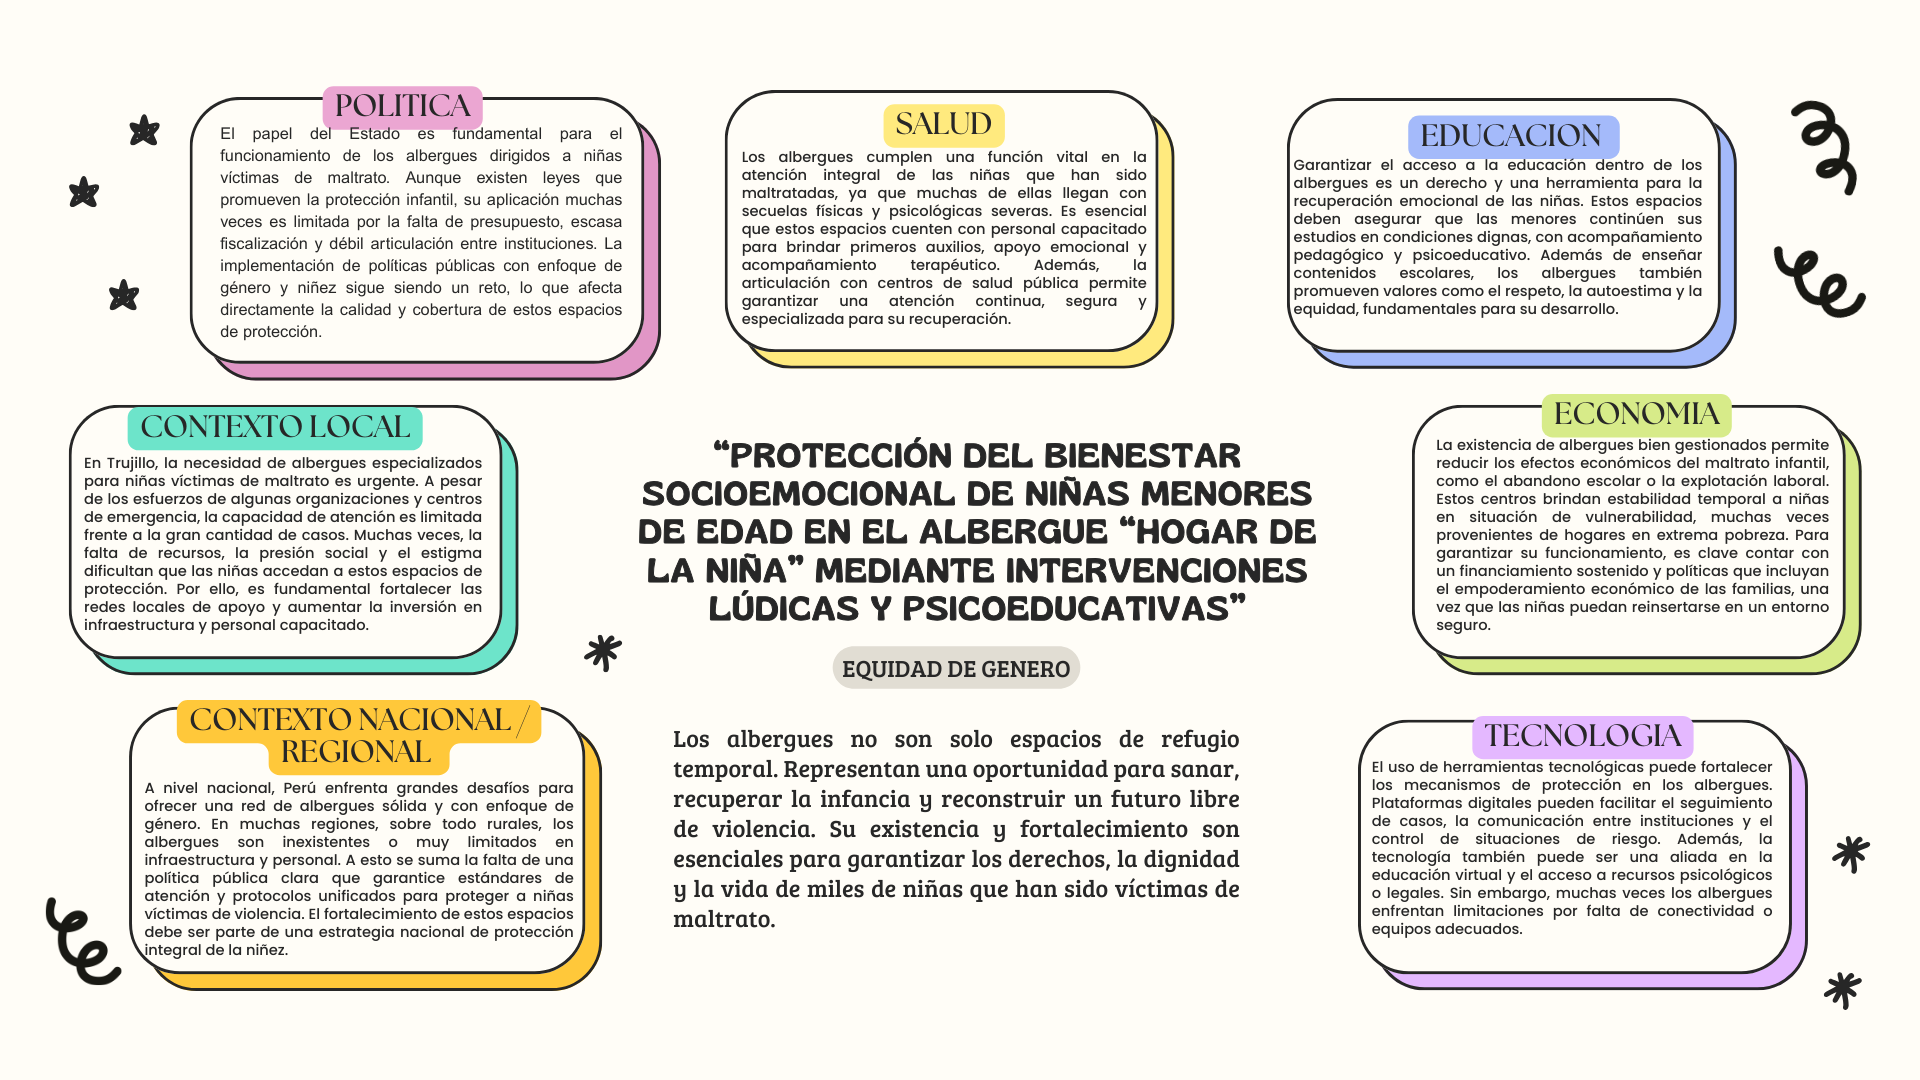 POLITICA
El papel del Estado es fundamental para el
funcionamiento de los albergues dirigidos a niñas
víctimas de maltrato. Aunque existen leyes que
promueven la protección infantil, su aplicación muchas
veces es limitada por la falta de presupuesto, escasa
fiscalización y débil articulación entre instituciones. La
implementación de políticas públicas con enfoque de
género y niñez sigue siendo un reto, lo que afecta
directamente la calidad y cobertura de estos espacios
de protección.
SALUD
Los albergues cumplen una función vital en la
atención integral de las niñas que han sido
maltratadas, ya que muchas de ellas llegan con
secuelas físicas y psicológicas severas. Es esencial
que estos espacios cuenten con personal capacitado
para brindar primeros auxilios, apoyo emocional y
acompañamiento terapéutico. Además, la
articulación con centros de salud pública permite
garantizar una atención continua, segura y
especializada para su recuperación.
EDUCACION
Garantizar el acceso a la educación dentro de los
albergues es un derecho y una herramienta para la
recuperación emocional de las niñas. Estos espacios
deben asegurar que las menores continúen sus
estudios en condiciones dignas, con acompañamiento
pedagógico y psicoeducativo. Además de enseñar
contenidos escolares, los albergues también
promueven valores como el respeto, la autoestima y la
equidad, fundamentales para su desarrollo.
CONTEXTO LOCAL
En Trujillo, la necesidad de albergues especializados
para niñas víctimas de maltrato es urgente. A pesar
de los esfuerzos de algunas organizaciones y centros
de emergencia, la capacidad de atención es limitada
frente a la gran cantidad de casos. Muchas veces, la
falta de recursos, la presión social y el estigma
dificultan que las niñas accedan a estos espacios de
protección. Por ello, es fundamental fortalecer las
redes locales de apoyo y aumentar la inversión en
infraestructura y personal capacitado.
“PROTECCIÓN DEL BIENESTAR
SOCIOEMOCIONAL DE NIÑAS MENORES
DE EDAD EN EL ALBERGUE “HOGAR DE
LA NIÑA” MEDIANTE INTERVENCIONES
LÚDICAS Y PSICOEDUCATIVAS”
EQUIDAD DE GENERO
Los albergues no son solo espacios de refugio
temporal. Representan una oportunidad para sanar,
recuperar la infancia y reconstruir un futuro libre
de violencia. Su existencia y fortalecimiento son
esenciales para garantizar los derechos, la dignidad
y la vida de miles de niñas que han sido víctimas de
maltrato.
ECONOMIA
La existencia de albergues bien gestionados permite
reducir los efectos económicos del maltrato infantil,
como el abandono escolar o la explotación laboral.
Estos centros brindan estabilidad temporal a niñas
en situación de vulnerabilidad, muchas veces
provenientes de hogares en extrema pobreza. Para
garantizar su funcionamiento, es clave contar con
un financiamiento sostenido y políticas que incluyan
el empoderamiento económico de las familias, una
vez que las niñas puedan reinsertarse en un entorno
seguro.
CONTEXTO NACIONAL /
REGIONAL
A nivel nacional, Perú enfrenta grandes desafíos para
ofrecer una red de albergues sólida y con enfoque de
género. En muchas regiones, sobre todo rurales, los
albergues son inexistentes o muy limitados en
infraestructura y personal. A esto se suma la falta de una
política pública clara que garantice estándares de
atención y protocolos unificados para proteger a niñas
víctimas de violencia. El fortalecimiento de estos espacios
debe ser parte de una estrategia nacional de protección
integral de la niñez.
TECNOLOGIA
El uso de herramientas tecnológicas puede fortalecer
los mecanismos de protección en los albergues.
Plataformas digitales pueden facilitar el seguimiento
de casos, la comunicación entre instituciones y el
control de situaciones de riesgo. Además, la
tecnología también puede ser una aliada en la
educación virtual y el acceso a recursos psicológicos
o legales. Sin embargo, muchas veces los albergues
enfrentan limitaciones por falta de conectividad o
equipos adecuados.